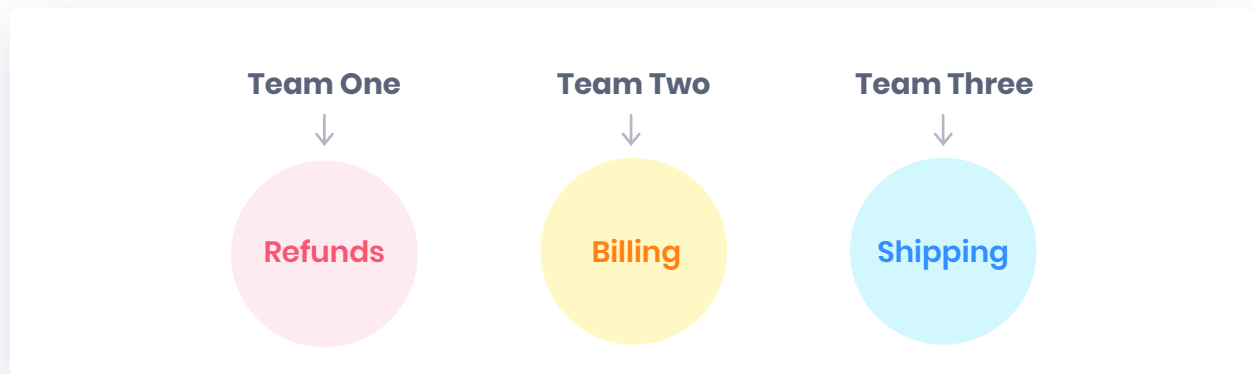 Team One
Team Two
Team Three
Refunds
Billing
Shipping